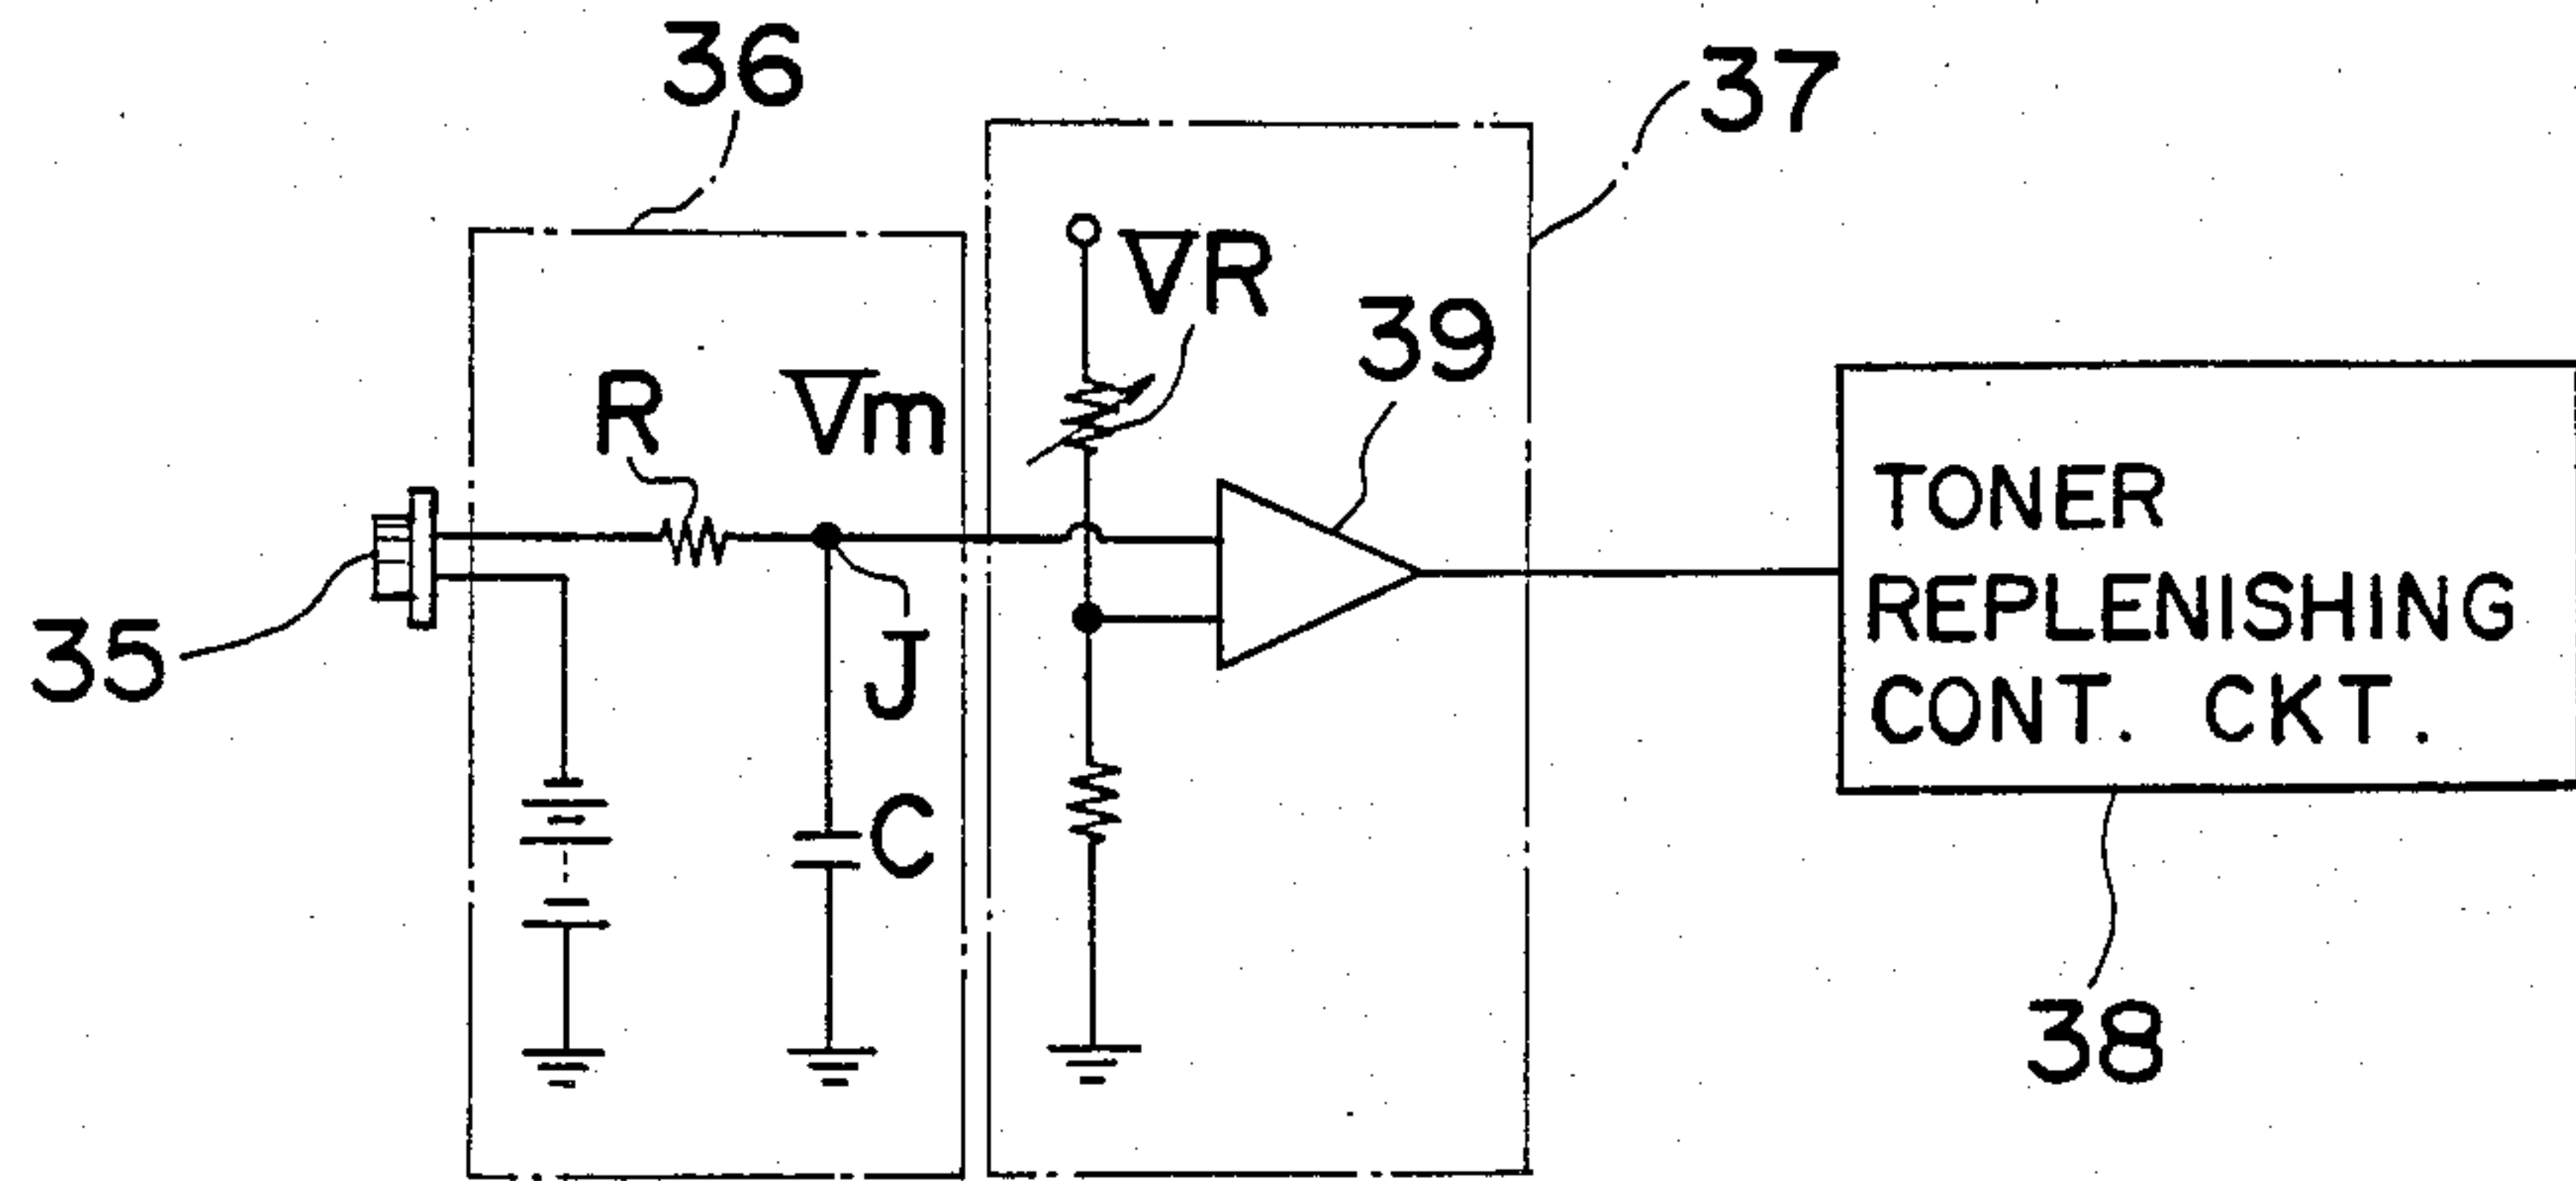 36
37
VR
39
R
Vm
35
J
C
TONER
REPLENISHING
CONT. CKT.
38